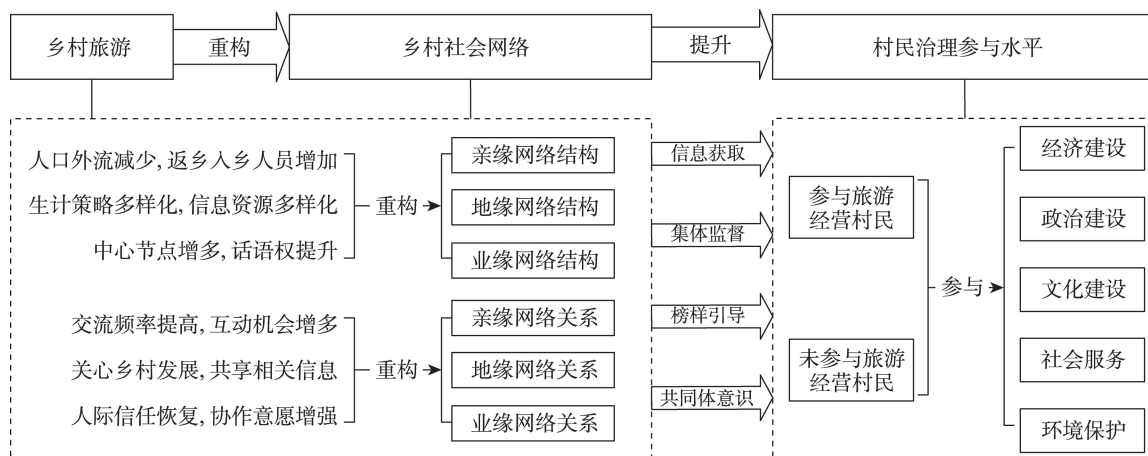 乡村旅游
重构
乡村社会网络
提升
村民治理参与水平
人口外流减少, 返乡入乡人员增加
生计策略多样化, 信息资源多样化
中心节点增多, 话语权提升
重构
亲缘网络结构
地缘网络结构
业缘网络结构
交流频率提高, 互动机会增多
关心乡村发展, 共享相关信息
人际信任恢复, 协作意愿增强
重构
亲缘网络关系
地缘网络关系
业缘网络关系
信息获取
集体监督
榜样引导
共同体意识
参与旅游
经营村民
未参与旅游
经营村民
参与
经济建设
政治建设
文化建设
社会服务
环境保护